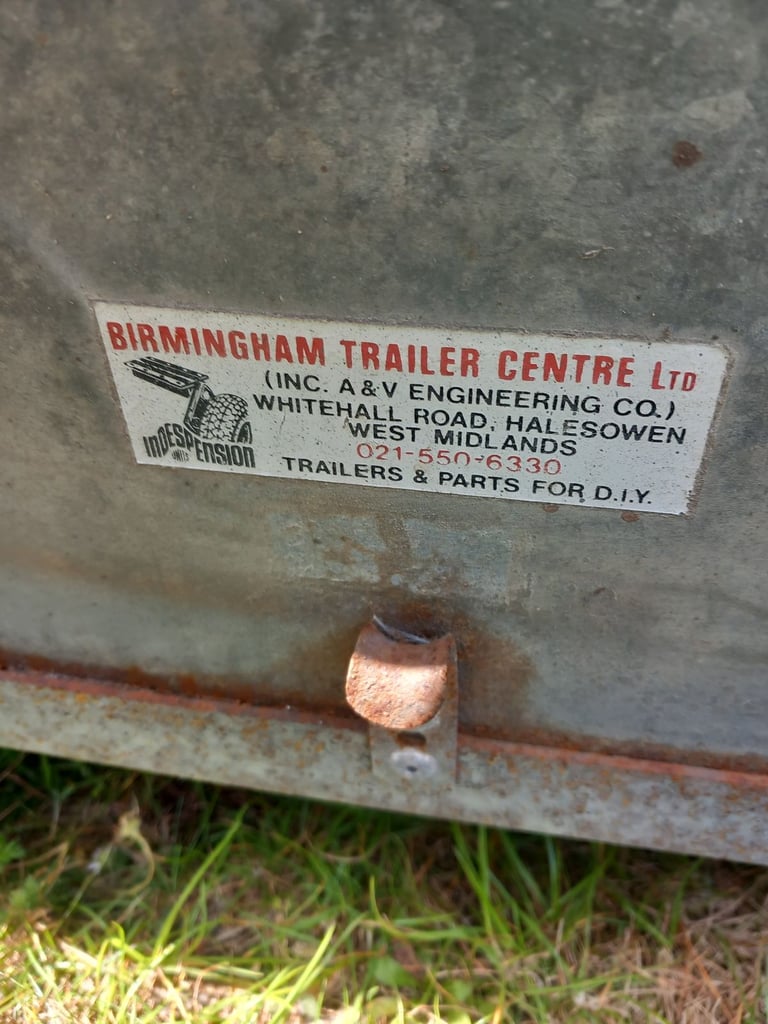 BIRMINGHAM TRAILER CENTRE LTD
(INC. A & V ENGINEERING CO.)
WHITEHALL ROAD, HALESOWEN
WEST MIDLANDS
021-550-6330
TRAILERS & PARTS FOR D.I.Y.
INDESPENSION
UNITS